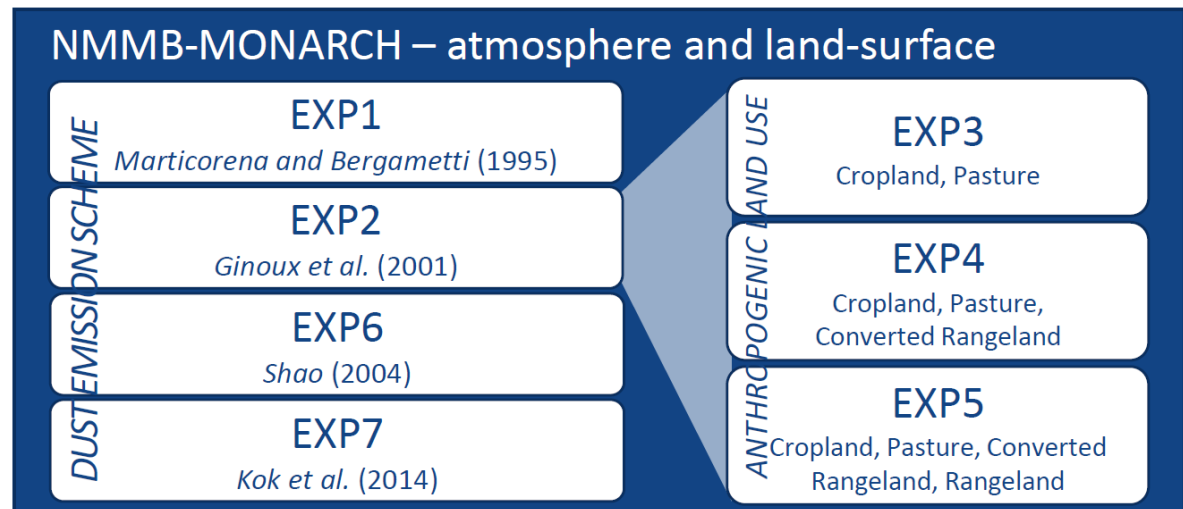 NMMB-MONARCH – atmosphere and land-surface
DUST EMISSION SCHEME
EXP1
Marticorena and Bergametti (1995)
EXP2
Ginoux et al. (2001)
EXP6
Shao (2004)
EXP7
Kok et al. (2014)
ANTHROPOGENIC LAND USE
EXP3
Cropland, Pasture
EXP4
Cropland, Pasture,
Converted Rangeland
EXP5
Cropland, Pasture, Converted
Rangeland, Rangeland